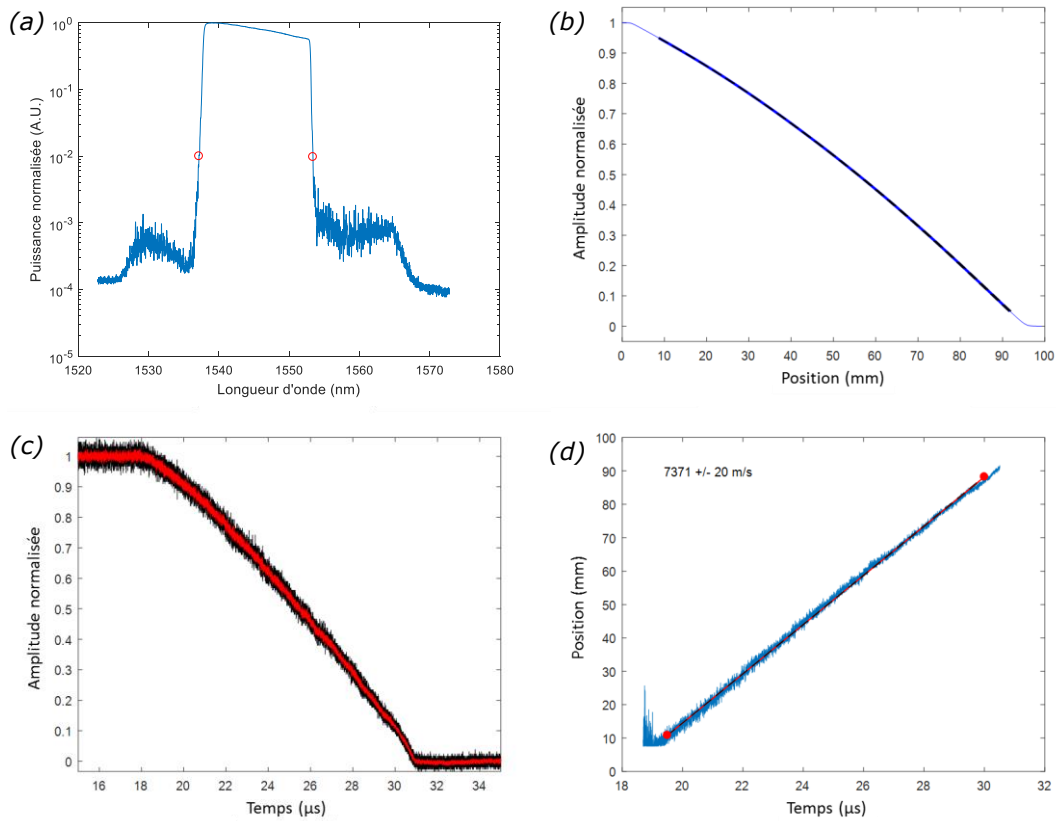 (a)
Puissance normalisée (A.U.)
10^0
10^-1
10^-2
10^-3
10^-4
10^-5
1520 1530 1540 1550 1560 1570 1580
Longueur d'onde (nm)
(b)
Amplitude normalisée
1
0.9
0.8
0.7
0.6
0.5
0.4
0.3
0.2
0.1
0
0 10 20 30 40 50 60 70 80 90 100
Position (mm)
(c)
Amplitude normalisée
1
0.9
0.8
0.7
0.6
0.5
0.4
0.3
0.2
0.1
0
16 18 20 22 24 26 28 30 32 34
Temps (µs)
(d)
Position (mm)
100
90
80
70
60
50
40
30
20
10
0
7371 +/- 20 m/s
18 20 22 24 26 28 30 32
Temps (µs)